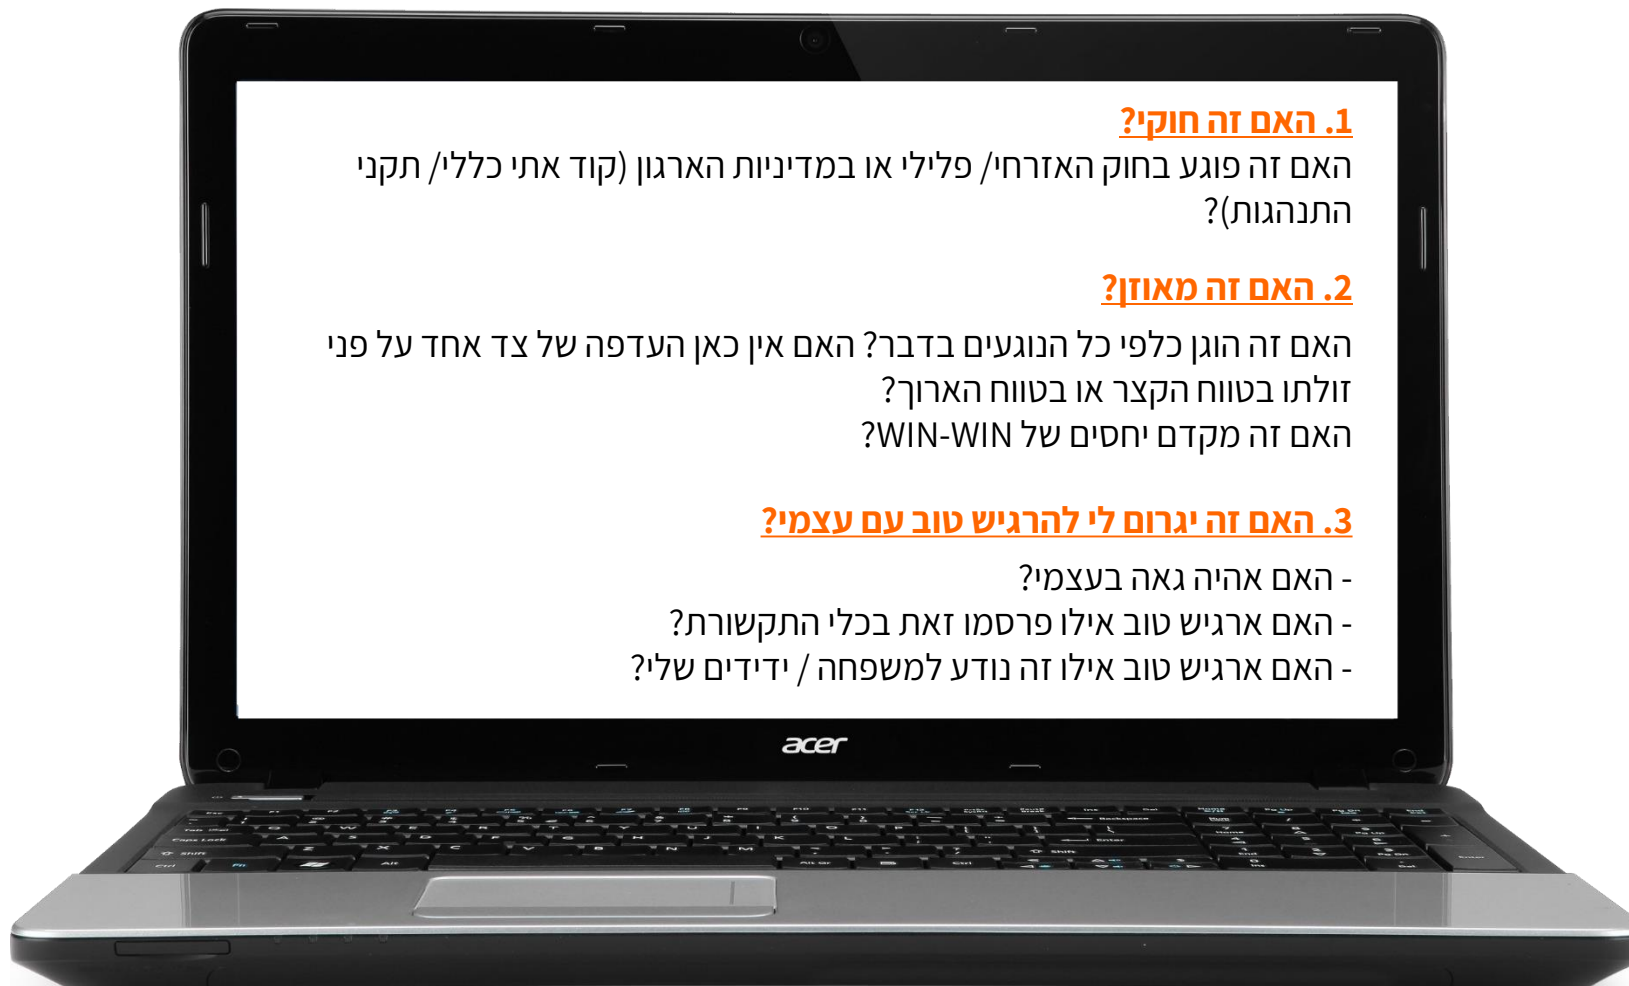 1. האם זה חוקי?
האם זה פוגע בחוק האזרחי/ פלילי או במדיניות הארגון (קוד אתי כללי/ תקני
התנהגות)?
2. האם זה מאוזן?
האם זה הוגן כלפי כל הנוגעים בדבר? האם אין כאן העדפה של צד אחד על פני
זולתו בטווח הקצר או בטווח הארוך?
האם זה מקדם יחסים של WIN-WIN?
3. האם זה יגרום לי להרגיש טוב עם עצמי?
- האם אהיה גאה בעצמי?
- האם ארגיש טוב אילו פרסמו זאת בכלי התקשורת?
- האם ארגיש טוב אילו זה נודע למשפחה / ידידים שלי?
acer